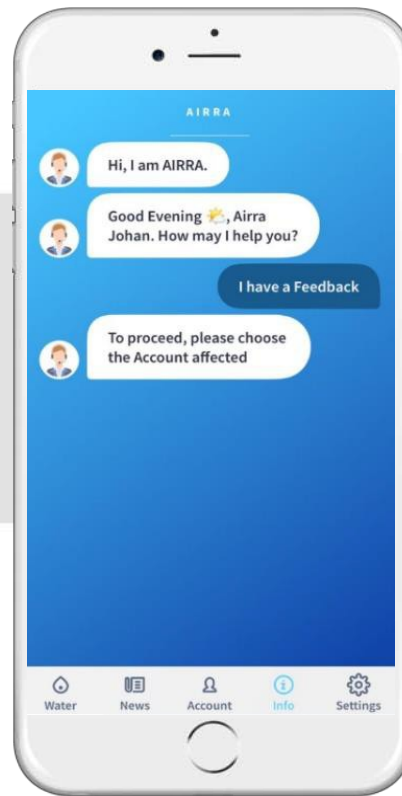 AIRRA
Hi, I am AIRRA.
Good Evening 🌤️, Airra
Johan. How may I help you?
I have a Feedback
To proceed, please choose
the Account affected
Water
News
Account
Info
Settings